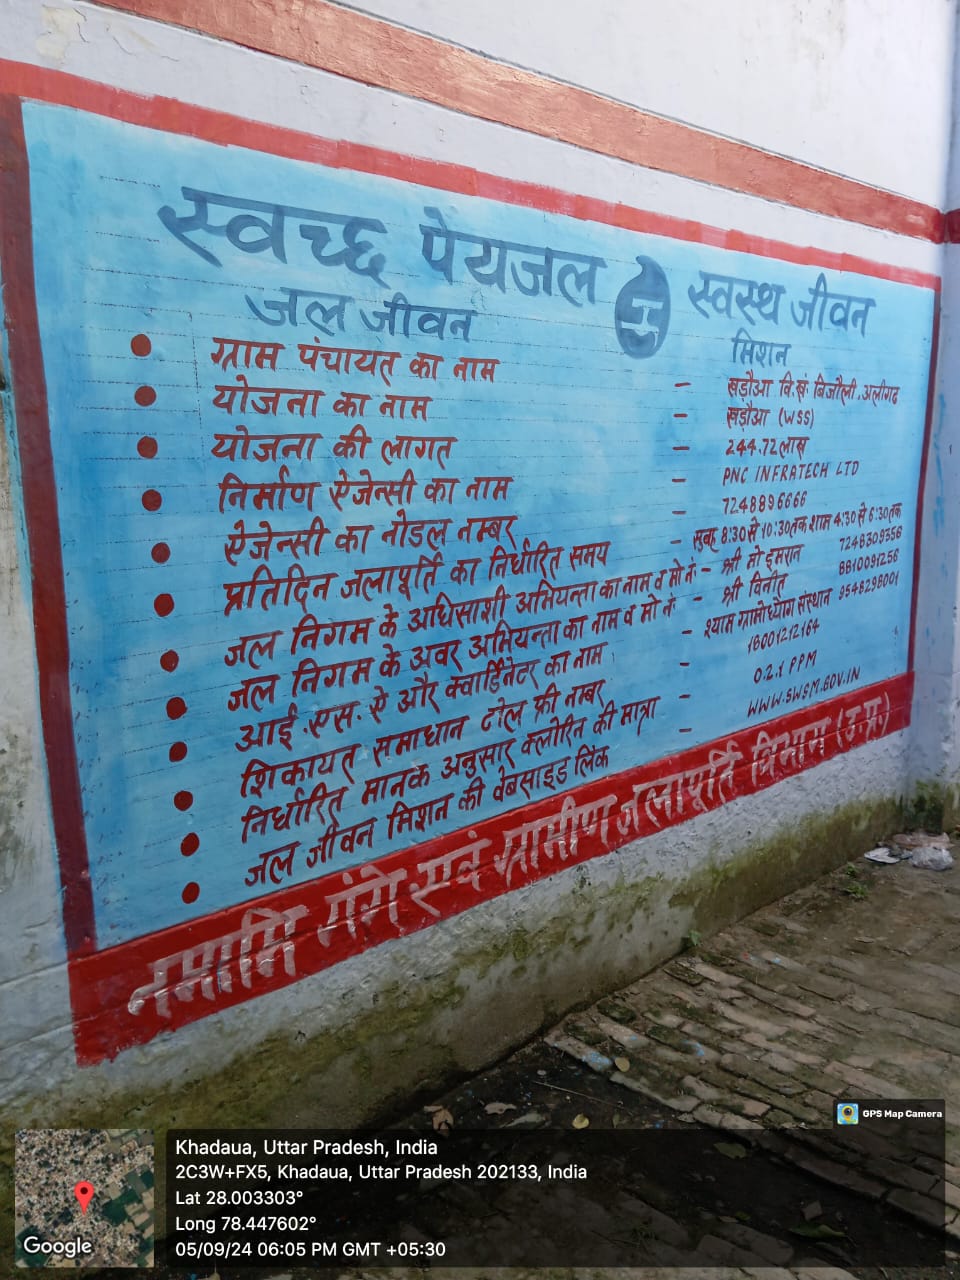 स्वच्छ पेयजल स्वस्थ जीवन
जल जीवन मिशन
ग्राम पंचायत का नाम - खड़ौआ वि.खं. बिजौली, अलीगढ़
योजना का नाम - खड़ौआ (WSS)
योजना की लागत - 244.72 लाख
निर्माण ऐजेन्सी का नाम - PNC INFRATECH LTD
ऐजेन्सी का नोडल नम्बर - 7248896666
प्रतिदिन जलापूर्ति का निर्धारित समय - सुबह 8:30 से 10:30 तक शाम 4:30 से 6:30 तक
जल निगम के अधिसाशी अभियन्ता का नाम व मो नं - श्री मो इमरान 7248309356
जल निगम के अवर अभियन्ता का नाम व मो नं - श्री विनीत 8810091256
आई.एस.ऐ और क्वार्डिनेटर का नाम - श्याम ग्रामोध्योग संस्थान 9548298001
शिकायत समाधान टोल फ्री नम्बर - 18001212164
निर्धारित मानक अनुसार क्लोरिन की मात्रा - 0.2.1 PPM
जल जीवन मिशन की वेबसाइड लिंक - WWW.SWSM.GOV.IN
नमामि गंगे एवं ग्रामीण जलापूर्ति विभाग (उ.प्र.)
GPS Map Camera
Khadaua, Uttar Pradesh, India
2C3W+FX5, Khadaua, Uttar Pradesh 202133, India
Lat 28.003303°
Long 78.447602°
05/09/24 06:05 PM GMT +05:30
Google